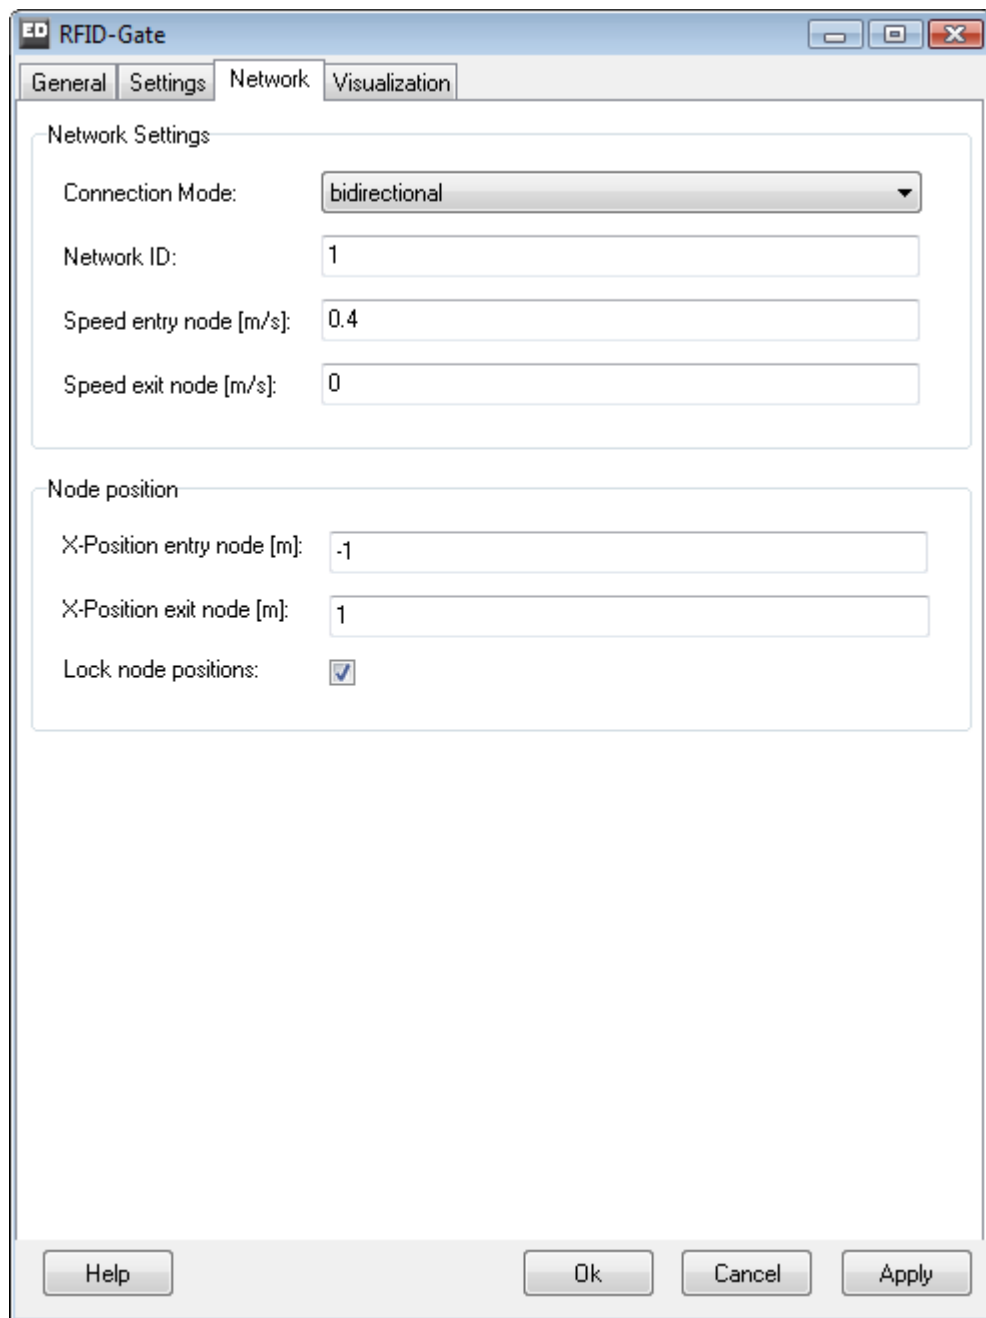 ED RFID-Gate
General Settings Network Visualization
Network Settings
Connection Mode: bidirectional
Network ID: 1
Speed entry node [m/s]: 0.4
Speed exit node [m/s]: 0
Node position
X-Position entry node [m]: -1
X-Position exit node [m]: 1
Lock node positions:
Help Ok Cancel Apply